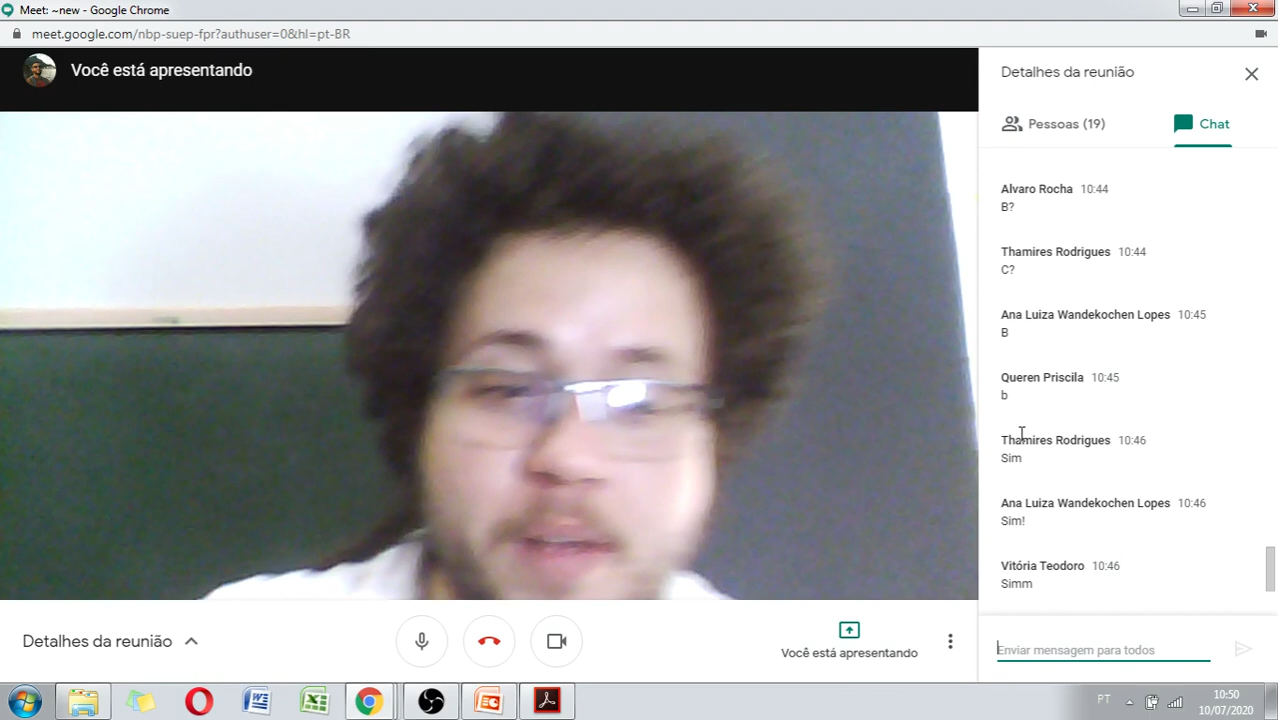 Meet: ~new - Google Chrome
meet.google.com/nbp-suep-fpr?authuser=0&hl=pt-BR
Você está apresentando
Detalhes da reunião
Pessoas (19)
Chat
Alvaro Rocha 10:44
B?
Thamires Rodrigues 10:44
C?
Ana Luiza Wandekochen Lopes 10:45
B
Queren Priscila 10:45
b
Thamires Rodrigues 10:46
Sim
Ana Luiza Wandekochen Lopes 10:46
Sim!
Vitória Teodoro 10:46
Simm
Enviar mensagem para todos
Detalhes da reunião
Você está apresentando
PT
10:50
10/07/2020